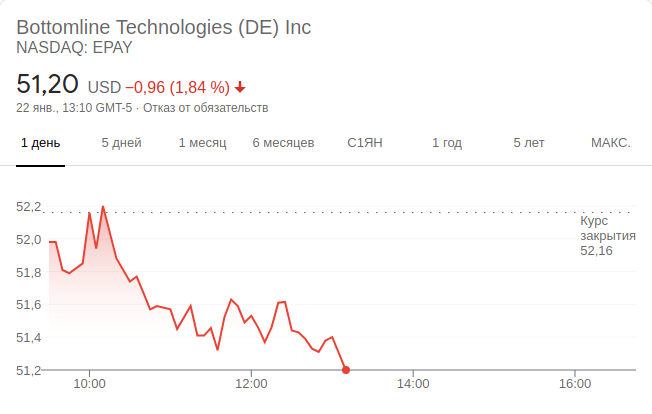 Bottomline Technologies (DE) Inc
NASDAQ: EPAY
51,20 USD −0,96 (1,84 %)
22 янв., 13:10 GMT-5 · Отказ от обязательств
1 день 5 дней 1 месяц 6 месяцев С1ЯН 1 год 5 лет МАКС.
52,2
Курс
закрытия
52,16
52,0
51,8
51,6
51,4
51,2
10:00 12:00 14:00 16:00